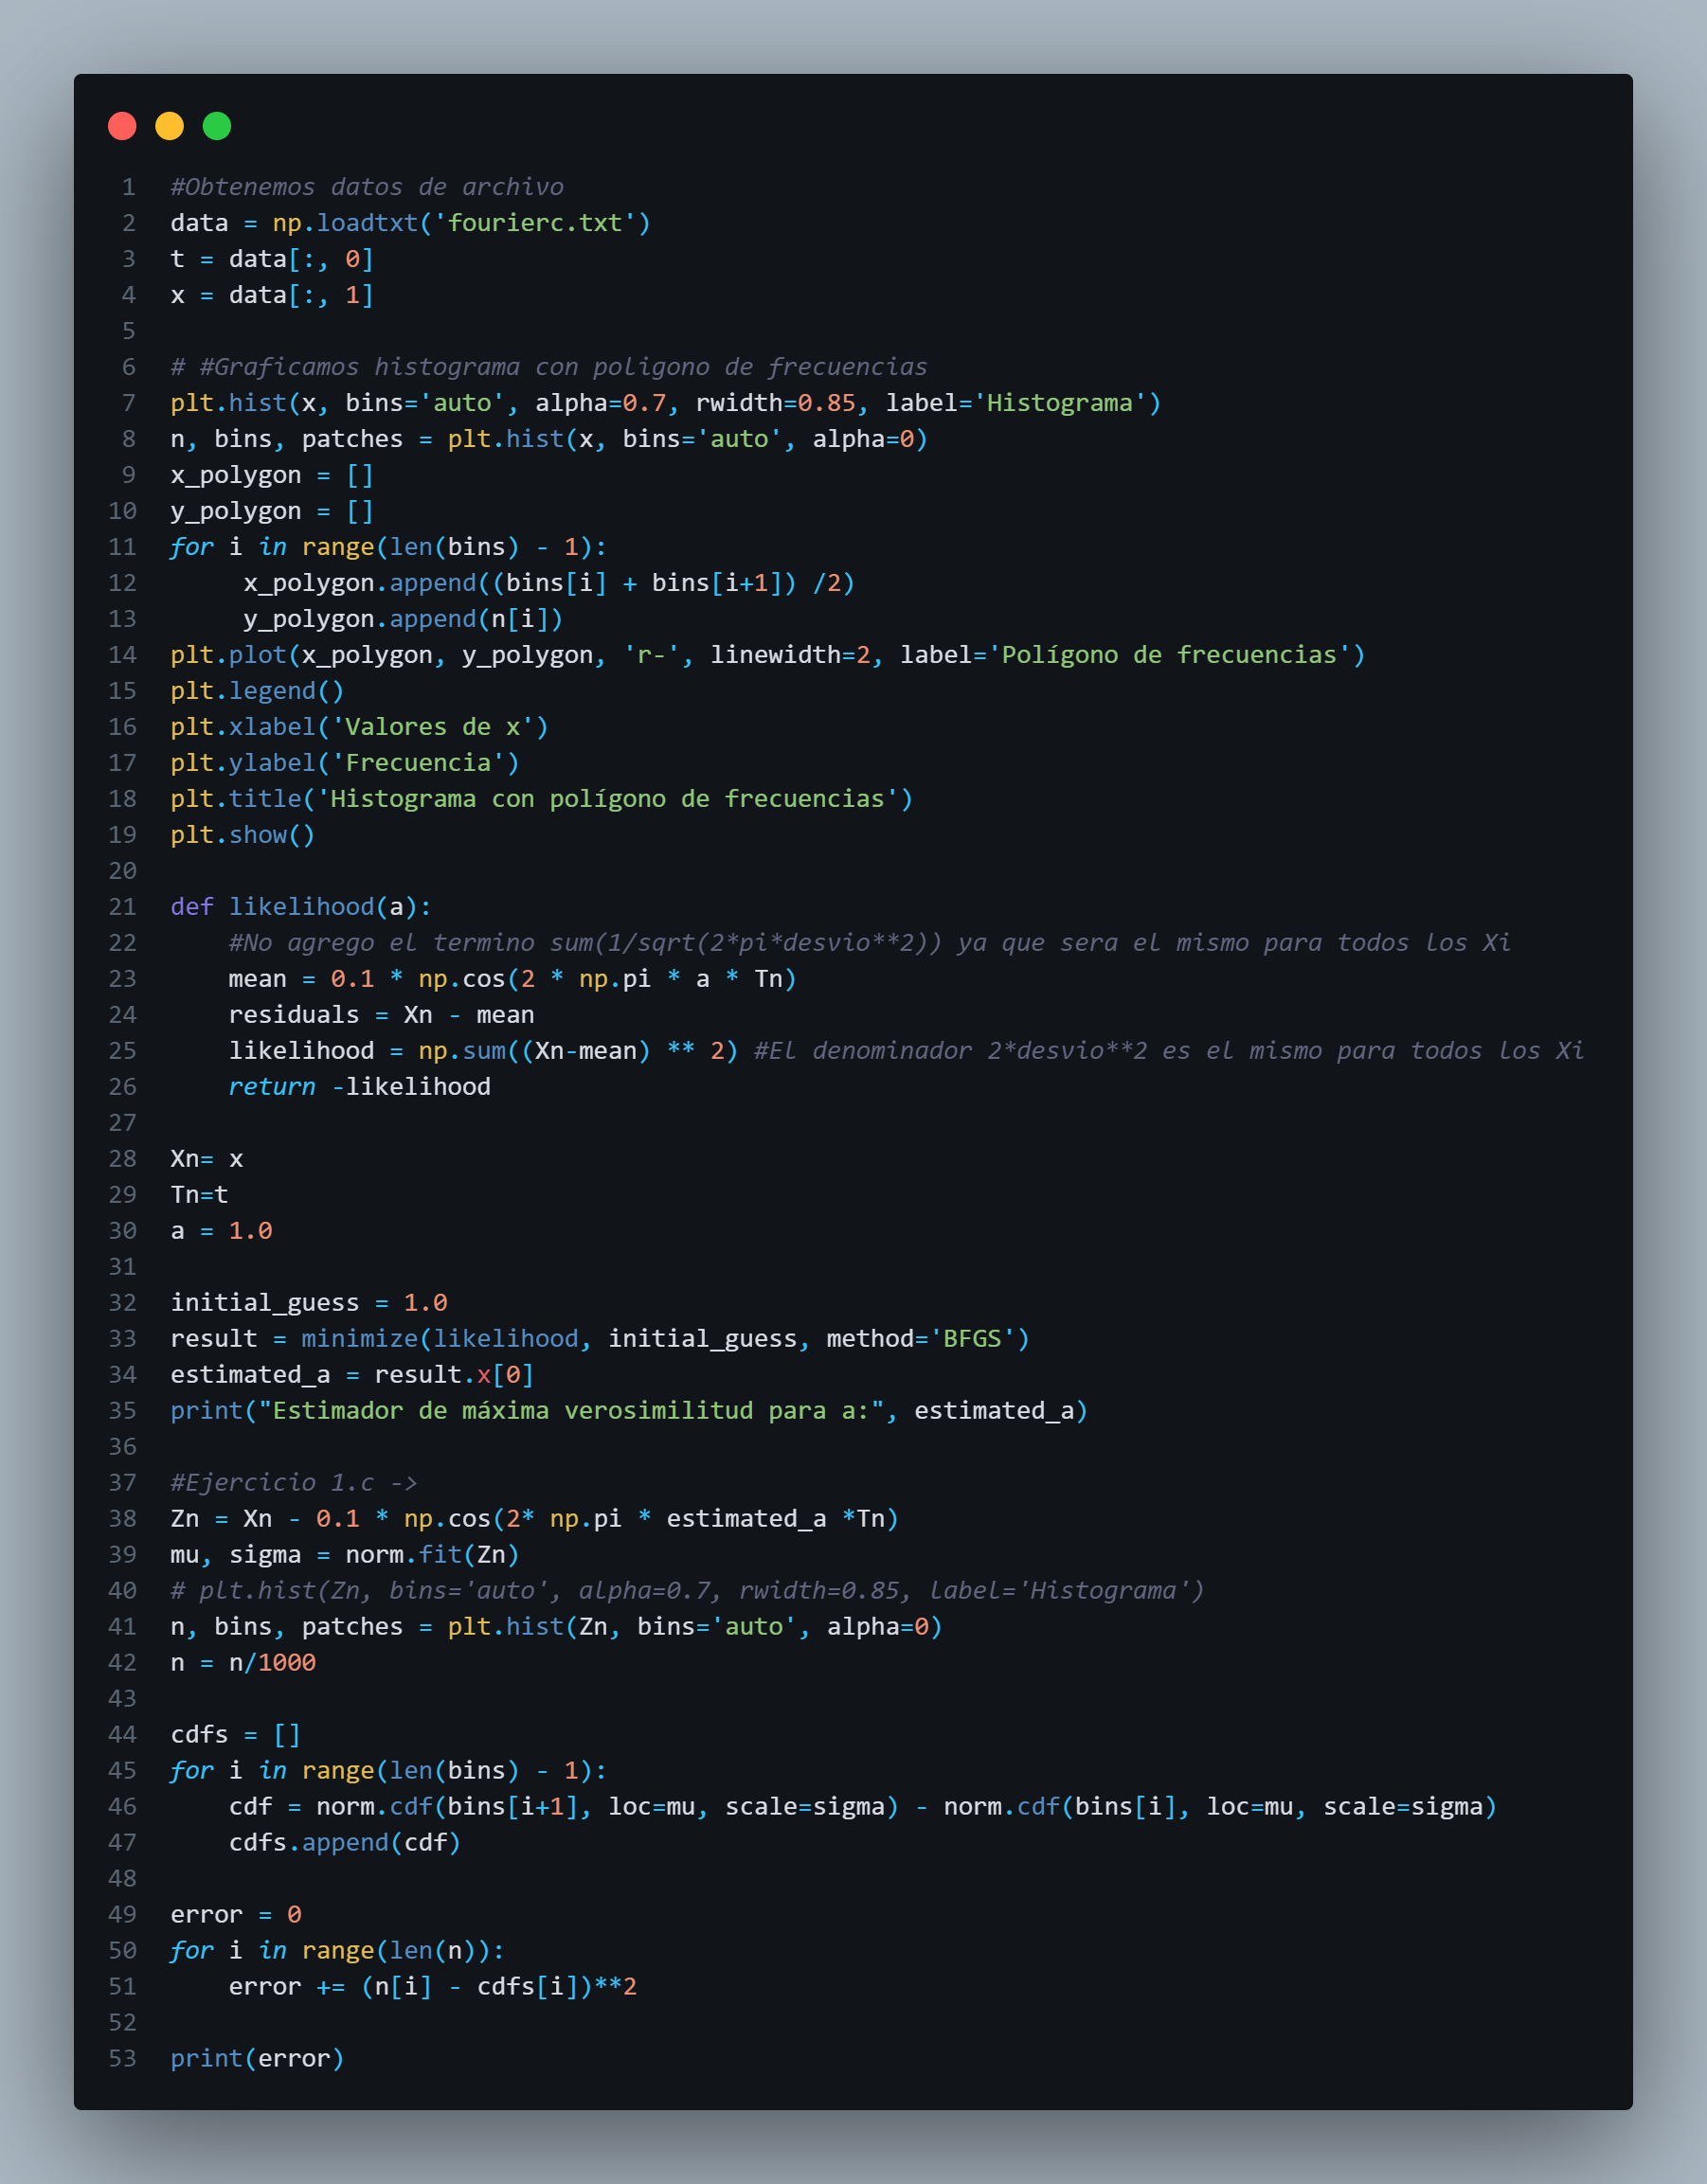 1 #Obtenemos datos de archivo
2 data = np.loadtxt('fourierc.txt')
3 t = data[:, 0]
4 x = data[:, 1]
5
6 # #Graficamos histograma con poligono de frecuencias
7 plt.hist(x, bins='auto', alpha=0.7, rwidth=0.85, label='Histograma')
8 n, bins, patches = plt.hist(x, bins='auto', alpha=0)
9 x_polygon = []
10 y_polygon = []
11 for i in range(len(bins) - 1):
12      x_polygon.append((bins[i] + bins[i+1]) /2)
13      y_polygon.append(n[i])
14 plt.plot(x_polygon, y_polygon, 'r-', linewidth=2, label='Polígono de frecuencias')
15 plt.legend()
16 plt.xlabel('Valores de x')
17 plt.ylabel('Frecuencia')
18 plt.title('Histograma con polígono de frecuencias')
19 plt.show()
20
21 def likelihood(a):
22     #No agrego el termino sum(1/sqrt(2*pi*desvio**2)) ya que sera el mismo para todos los Xi
23     mean = 0.1 * np.cos(2 * np.pi * a * Tn)
24     residuals = Xn - mean
25     likelihood = np.sum((Xn-mean) ** 2) #El denominador 2*desvio**2 es el mismo para todos los Xi
26     return -likelihood
27
28 Xn= x
29 Tn=t
30 a = 1.0
31
32 initial_guess = 1.0
33 result = minimize(likelihood, initial_guess, method='BFGS')
34 estimated_a = result.x[0]
35 print("Estimador de máxima verosimilitud para a:", estimated_a)
36
37 #Ejercicio 1.c ->
38 Zn = Xn - 0.1 * np.cos(2* np.pi * estimated_a *Tn)
39 mu, sigma = norm.fit(Zn)
40 # plt.hist(Zn, bins='auto', alpha=0.7, rwidth=0.85, label='Histograma')
41 n, bins, patches = plt.hist(Zn, bins='auto', alpha=0)
42 n = n/1000
43
44 cdfs = []
45 for i in range(len(bins) - 1):
46     cdf = norm.cdf(bins[i+1], loc=mu, scale=sigma) - norm.cdf(bins[i], loc=mu, scale=sigma)
47     cdfs.append(cdf)
48
49 error = 0
50 for i in range(len(n)):
51     error += (n[i] - cdfs[i])**2
52
53 print(error)